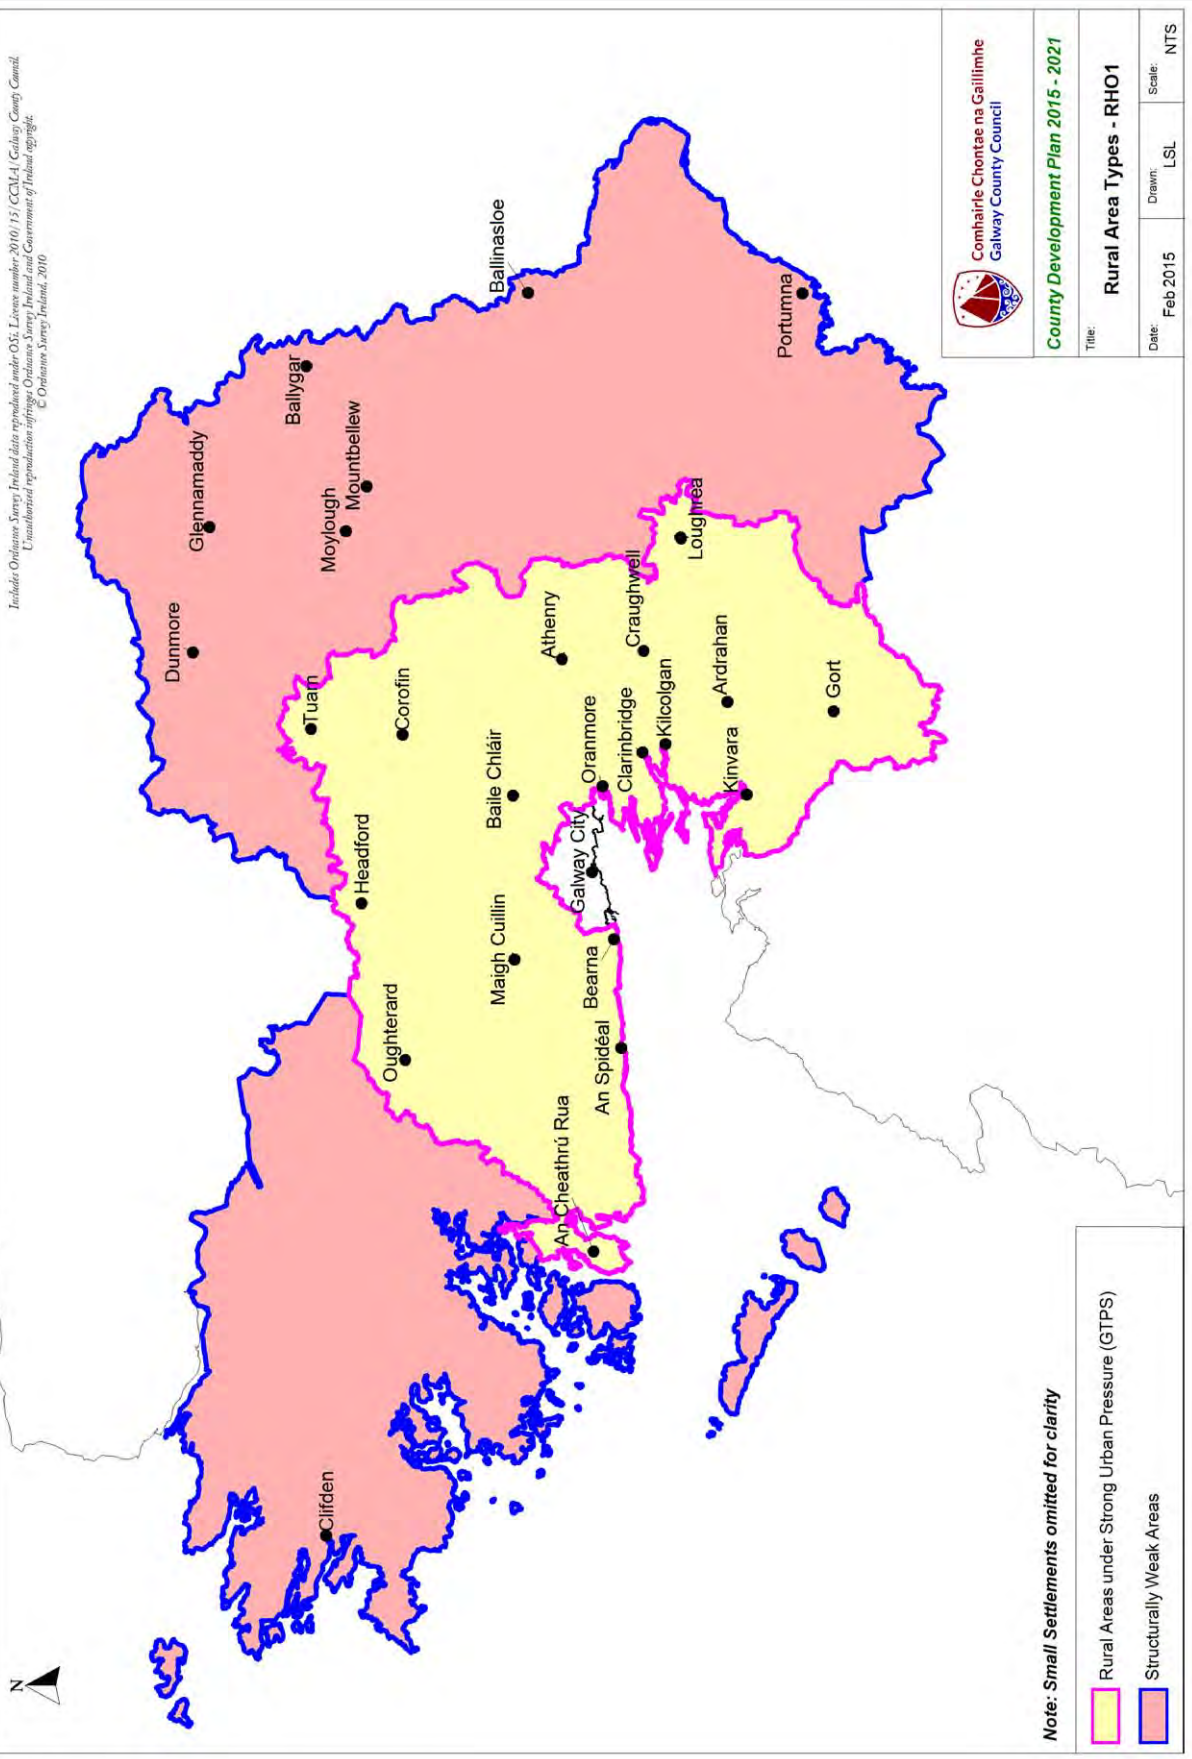 Includes Ordnance Survey Ireland data reproduced under OSi. Licence number 2010/15/CCMA/Galway County Council.
Unauthorised reproduction infringes Ordnance Survey Ireland and Government of Ireland copyright.
© Ordnance Survey Ireland, 2010
N
Clifden
Oughterard
Headford
Tuam
Dunmore
Glennamaddy
Ballygar
Moylough
Mountbellew
Corofin
Maigh Cuillin
Baile Chláir
Athenry
Ballinasloe
An Cheathrú Rua
An Spidéal
Bearna
Galway City
Oranmore
Clarinbridge
Craughwell
Kilcolgan
Loughrea
Kinvara
Ardrahan
Gort
Portumna
Note: Small Settlements omitted for clarity
Rural Areas under Strong Urban Pressure (GTPS)
Structurally Weak Areas
Comhairle Chontae na Gaillimhe
Galway County Council
County Development Plan 2015 - 2021
Title:
Rural Area Types - RHO1
Date:
Feb 2015
Drawn:
LSL
Scale:
NTS